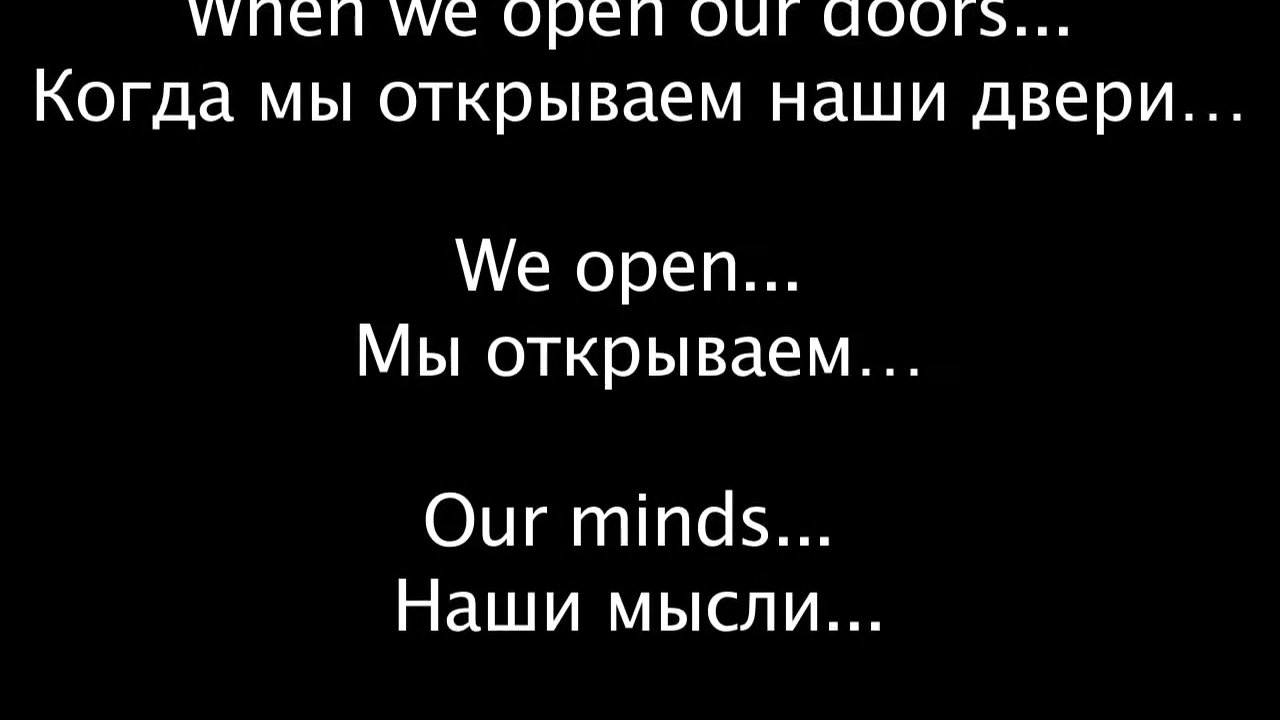 When we open our doors...
Когда мы открываем наши двери...
We open...
Мы открываем...
Our minds...
Наши мысли...